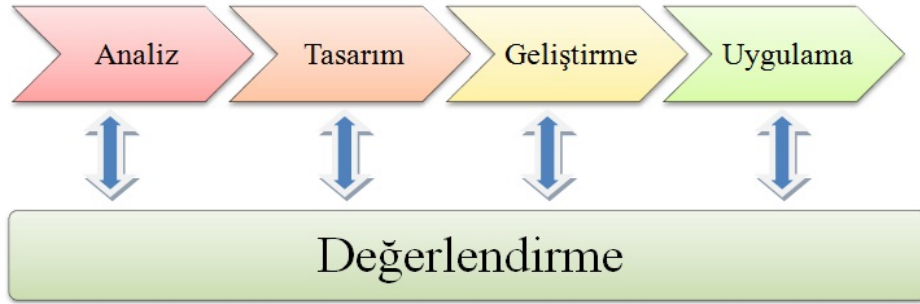 Analiz
Tasarım
Geliştirme
Uygulama
Değerlendirme